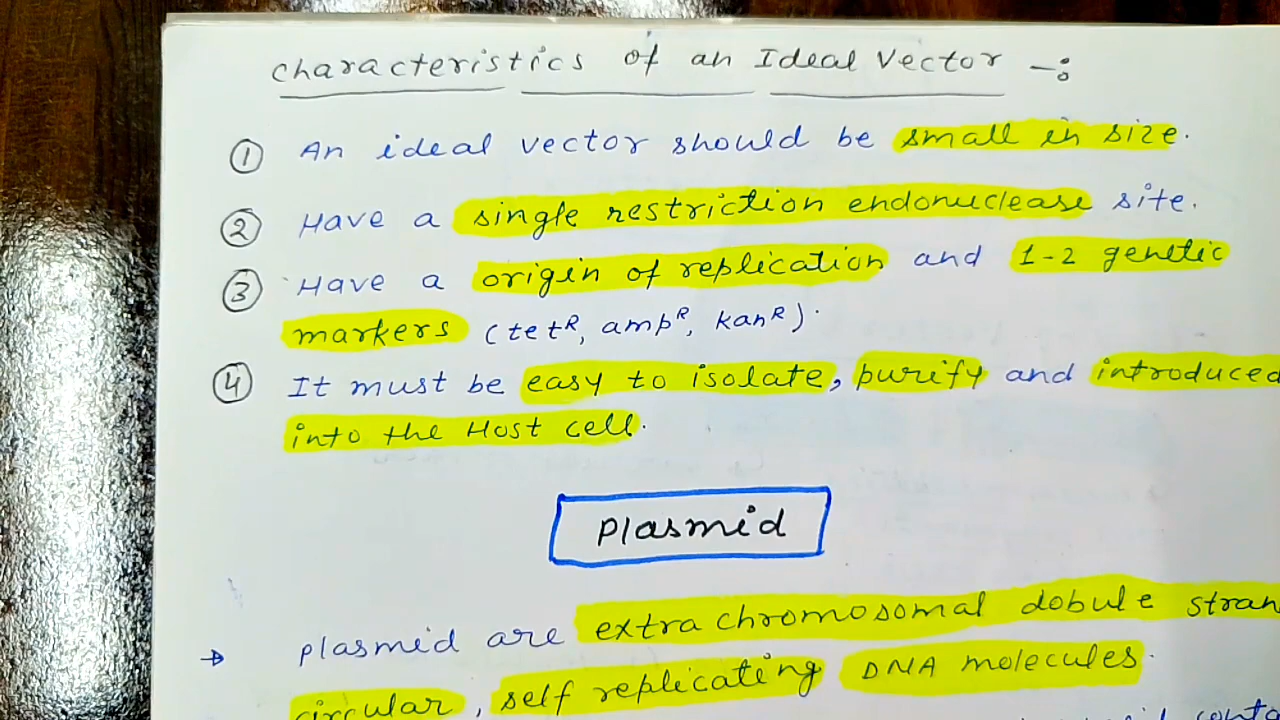 Characteristics of an Ideal Vector -:
① An ideal vector should be small in size.
② Have a single restriction endonuclease site.
③ Have a origin of replication and 1-2 genetic
markers (tetᴿ, ampᴿ, kanᴿ).
④ It must be easy to isolate, purify and introduced
into the Host cell.
Plasmid
→ plasmid are extra chromosomal dobule stran
circular, self replicating DNA molecules.